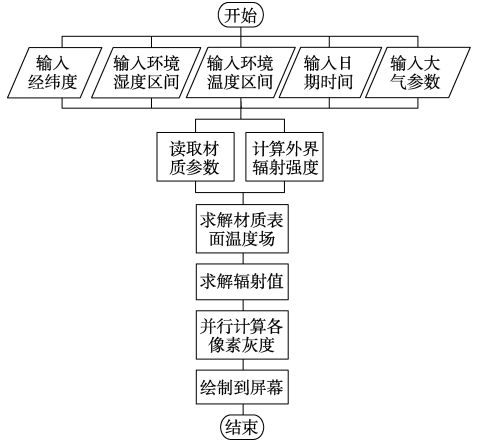 开始
输入
经纬度
输入环境
湿度区间
输入环境
温度区间
输入日
期时间
输入大
气参数
读取材
质参数
计算外界
辐射强度
求解材质表
面温度场
求解辐射值
并行计算各
像素灰度
绘制到屏幕
结束